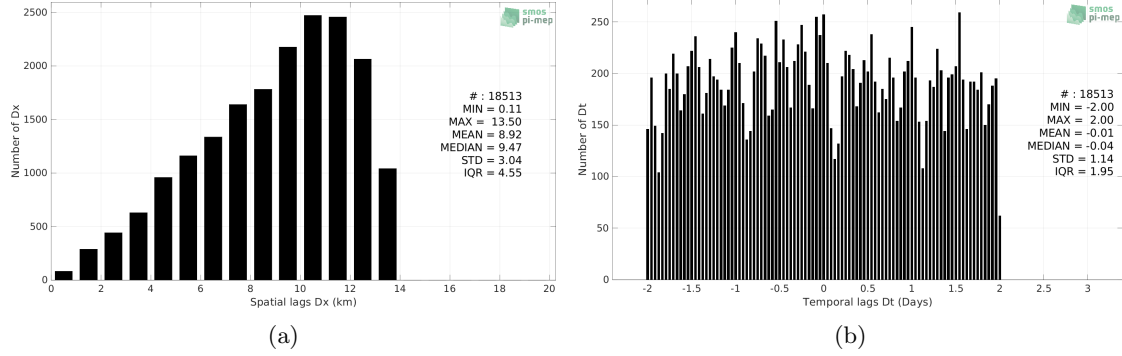 smos
pi-mep
2500
2000
1500
1000
500
0
Number of Dx
# : 18513
MIN = 0.11
MAX = 13.50
MEAN = 8.92
MEDIAN = 9.47
STD = 3.04
IQR = 4.55
0 2 4 6 8 10 12 14 16 18 20
Spatial lags Dx (km)
(a)
smos
pi-mep
250
200
150
100
50
0
Number of Dt
# : 18513
MIN = -2.00
MAX = 2.00
MEAN = -0.01
MEDIAN = -0.04
STD = 1.14
IQR = 1.95
-2 -1.5 -1 -0.5 0 0.5 1 1.5 2 2.5 3
Temporal lags Dt (Days)
(b)